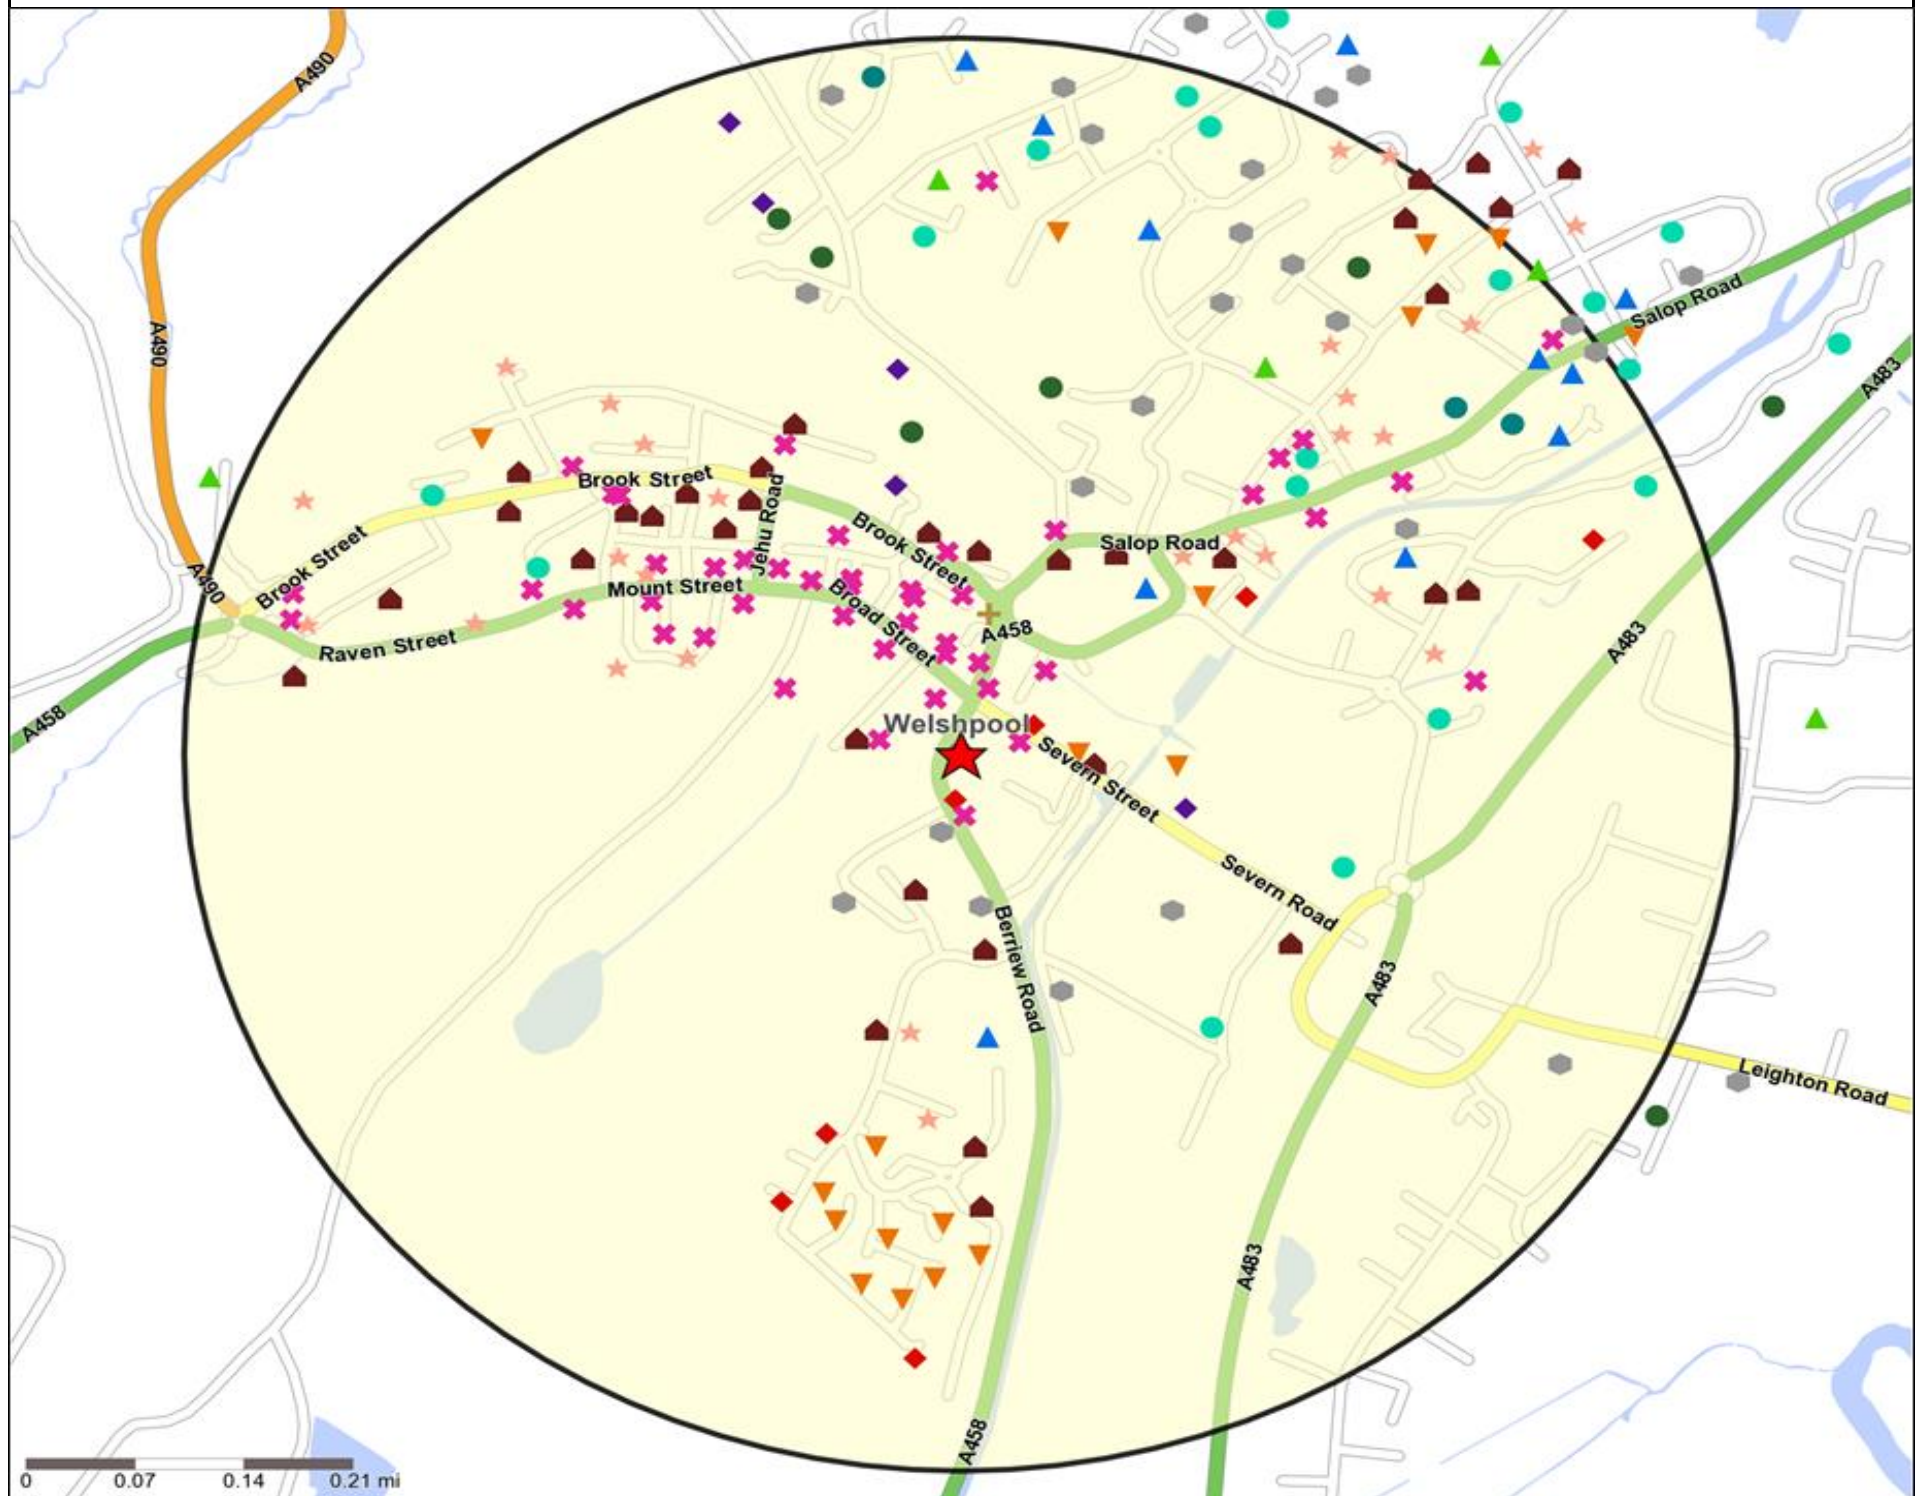 A490
Salop Road
A490
A483
Brook Street
Jehu Road
Brook Street
Salop Road
Brook Street
A490
Mount Street
Broad Street
A458
Raven Street
A483
A458
Welshpool
Severn Street
Severn Road
Berriew Road
A483
Leighton Road
A483
A458
0 0.07 0.14 0.21 mi